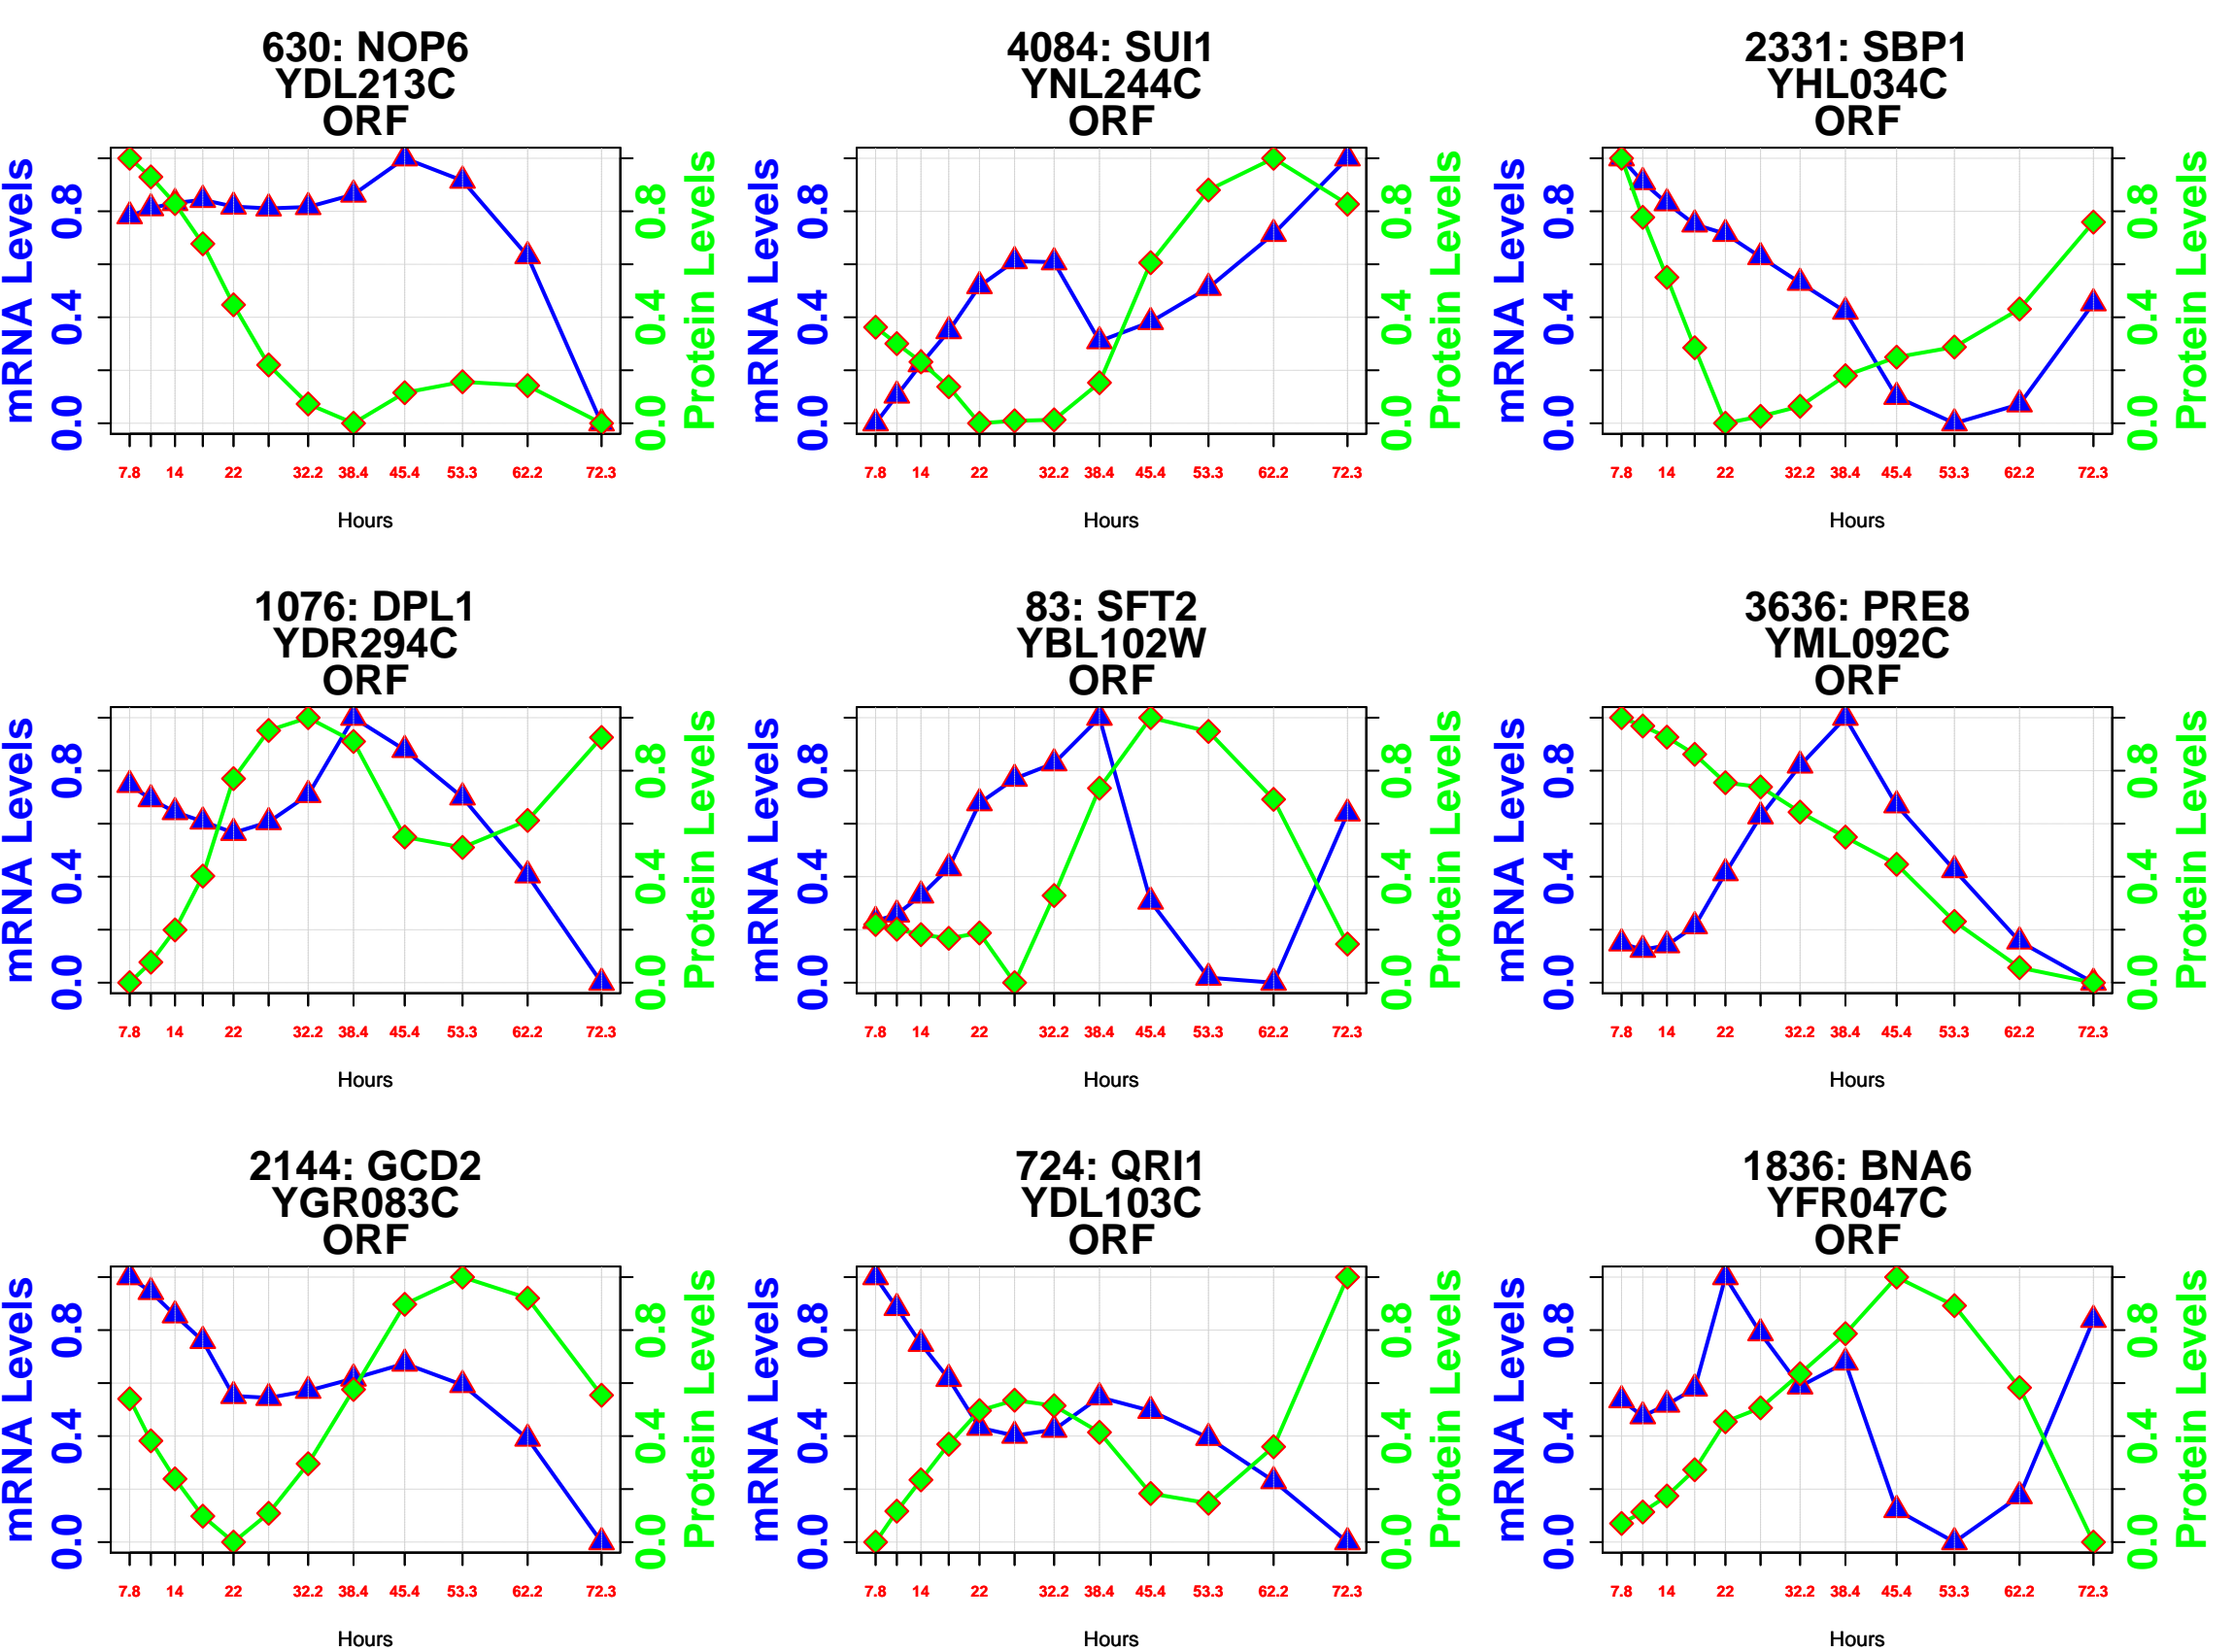 630: NOP6
YDL213C
ORF
mRNA Levels
0.0 0.4 0.8
Protein Levels
0.0 0.4 0.8
7.8 14 22 32.2 38.4 45.4 53.3 62.2 72.3
Hours
4084: SUI1
YNL244C
ORF
mRNA Levels
0.0 0.4 0.8
Protein Levels
0.0 0.4 0.8
7.8 14 22 32.2 38.4 45.4 53.3 62.2 72.3
Hours
2331: SBP1
YHL034C
ORF
mRNA Levels
0.0 0.4 0.8
Protein Levels
0.0 0.4 0.8
7.8 14 22 32.2 38.4 45.4 53.3 62.2 72.3
Hours
1076: DPL1
YDR294C
ORF
mRNA Levels
0.0 0.4 0.8
Protein Levels
0.0 0.4 0.8
7.8 14 22 32.2 38.4 45.4 53.3 62.2 72.3
Hours
83: SFT2
YBL102W
ORF
mRNA Levels
0.0 0.4 0.8
Protein Levels
0.0 0.4 0.8
7.8 14 22 32.2 38.4 45.4 53.3 62.2 72.3
Hours
3636: PRE8
YML092C
ORF
mRNA Levels
0.0 0.4 0.8
Protein Levels
0.0 0.4 0.8
7.8 14 22 32.2 38.4 45.4 53.3 62.2 72.3
Hours
2144: GCD2
YGR083C
ORF
mRNA Levels
0.0 0.4 0.8
Protein Levels
0.0 0.4 0.8
7.8 14 22 32.2 38.4 45.4 53.3 62.2 72.3
Hours
724: QRI1
YDL103C
ORF
mRNA Levels
0.0 0.4 0.8
Protein Levels
0.0 0.4 0.8
7.8 14 22 32.2 38.4 45.4 53.3 62.2 72.3
Hours
1836: BNA6
YFR047C
ORF
mRNA Levels
0.0 0.4 0.8
Protein Levels
0.0 0.4 0.8
7.8 14 22 32.2 38.4 45.4 53.3 62.2 72.3
Hours